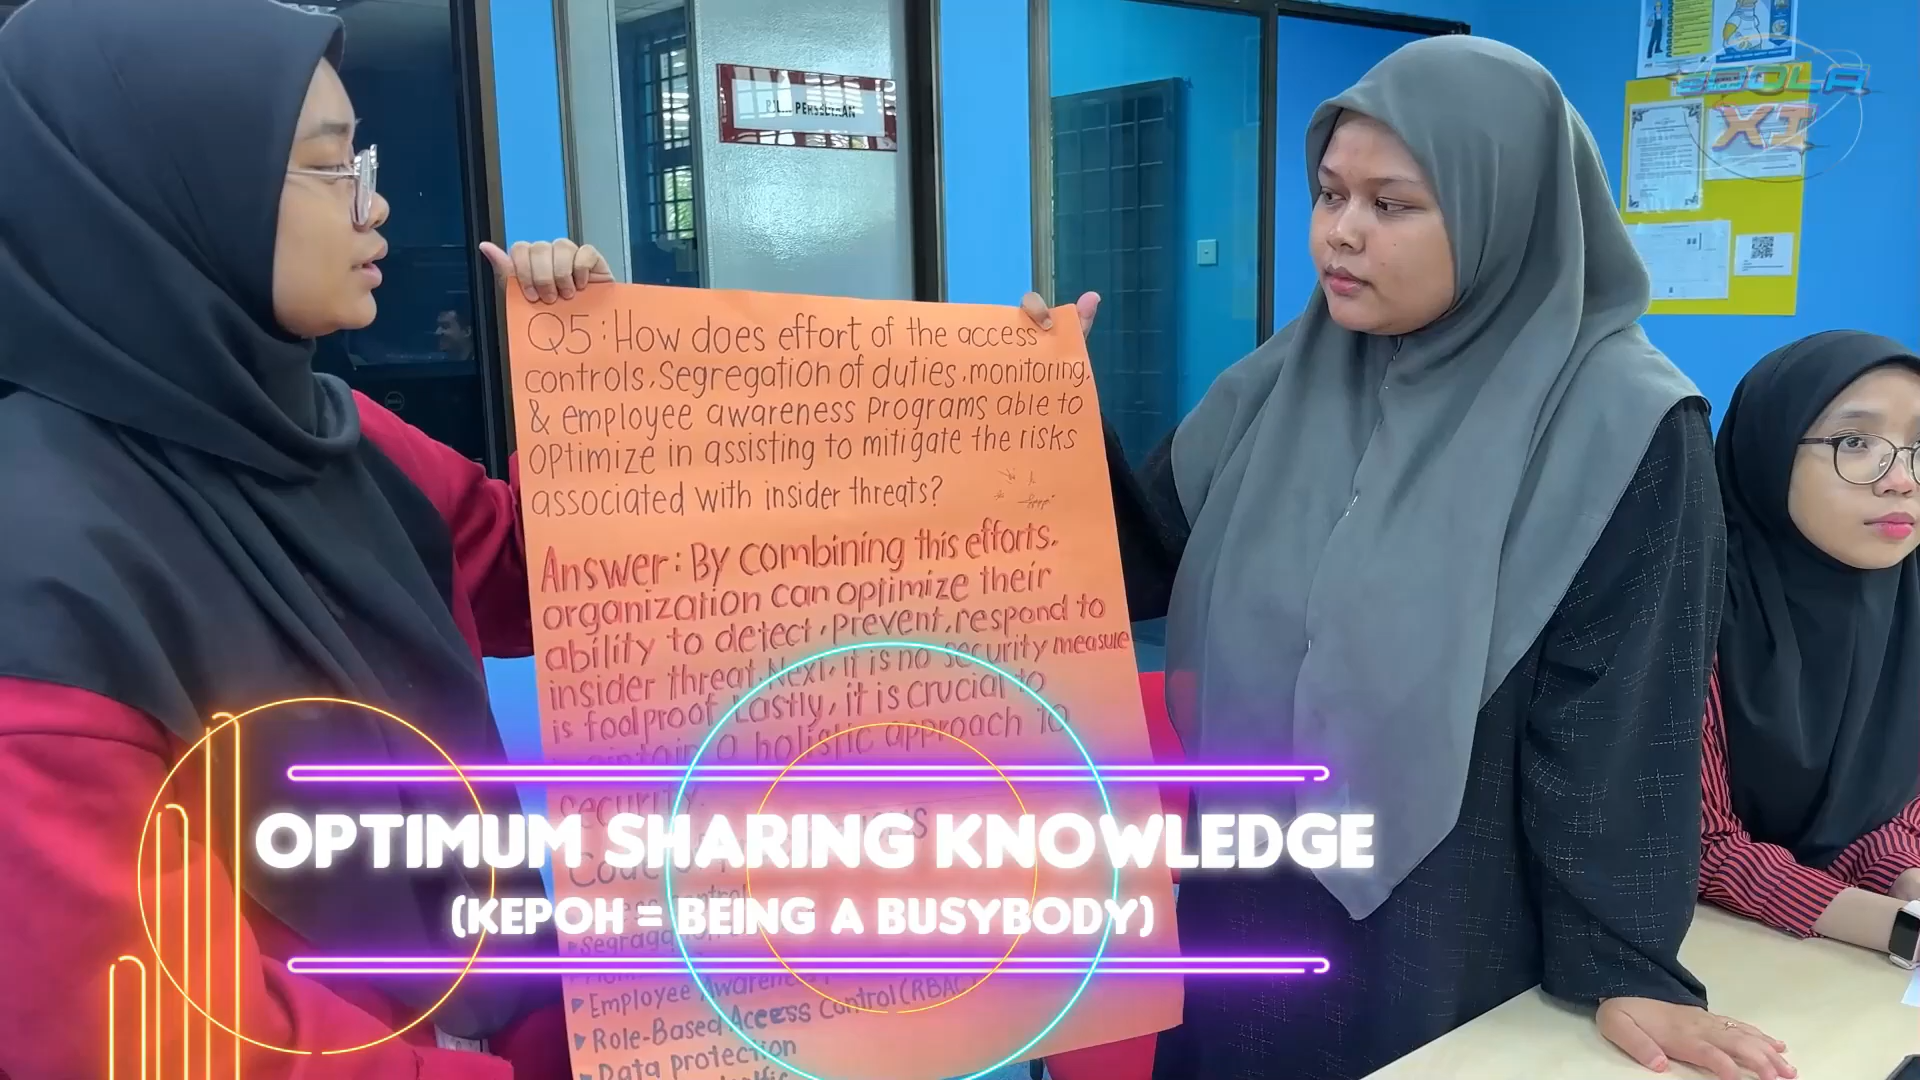 PERSEDIAAN
IDOLA
XI
Q5: How does effort of the access
controls, segregation of duties, monitoring,
& employee awareness programs able to
optimize in assisting to mitigate the risks
associated with insider threats?
Answer: By combining this efforts,
organization can optimize their
ability to detect, prevent, respond to
insider threat. Next, it is no security measure
is foolproof. Lastly, it is crucial to
a holistic approach to
security.
OPTIMUM SHARING KNOWLEDGE
(KEPOH = BEING A BUSYBODY)
Employee Awareness
Role-Based Access Control (RBAC)
Data protection